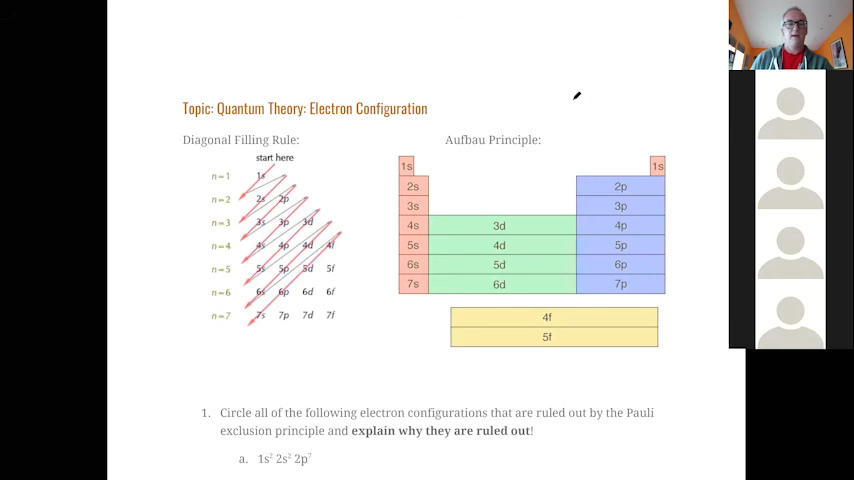 Topic: Quantum Theory: Electron Configuration
Diagonal Filling Rule:
start here
n=1 1s
n=2 2s 2p
n=3 3s 3p 3d
n=4 4s 4p 4d 4f
n=5 5s 5p 5d 5f
n=6 6s 6p 6d 6f
n=7 7s 7p 7d 7f
Aufbau Principle:
1s 1s
2s 2p
3s 3p
4s 3d 4p
5s 4d 5p
6s 5d 6p
7s 6d 7p
4f
5f
1. Circle all of the following electron configurations that are ruled out by the Pauli
exclusion principle and explain why they are ruled out!
a. 1s² 2s² 2p⁷